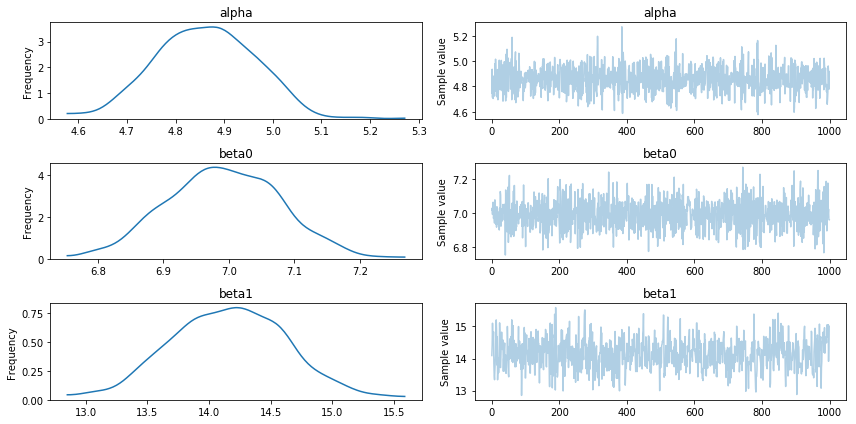 alpha
Frequency
3
2
1
0
4.6 4.7 4.8 4.9 5.0 5.1 5.2 5.3
alpha
Sample value
5.2
5.0
4.8
4.6
0 200 400 600 800 1000
beta0
Frequency
4
2
0
6.8 6.9 7.0 7.1 7.2
beta0
Sample value
7.2
7.0
6.8
0 200 400 600 800 1000
beta1
Frequency
0.75
0.50
0.25
0.00
13.0 13.5 14.0 14.5 15.0 15.5
beta1
Sample value
15
14
13
0 200 400 600 800 1000